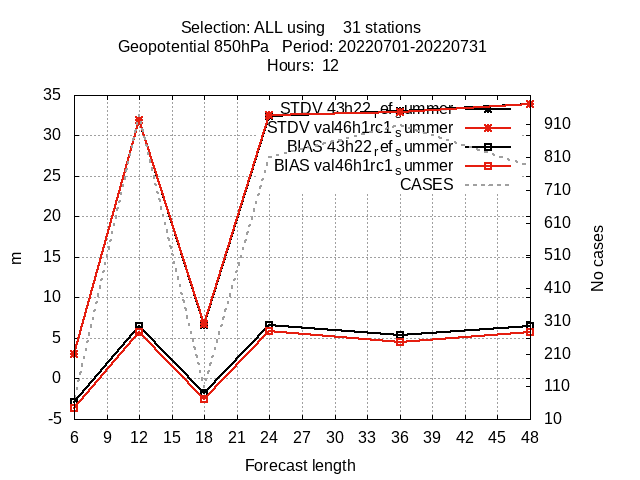 Selection: ALL using 31 stations
Geopotential 850hPa Period: 20220701-20220731
Hours: 12
35
30
25
20
15
10
5
0
-5
m
STDV 43h22_ref_summer
STDV val46h1rc1_summer
BIAS 43h22_ref_summer
BIAS val46h1rc1_summer
CASES
910
810
710
610
510
410
310
210
110
10
No cases
6 9 12 15 18 21 24 27 30 33 36 39 42 45 48
Forecast length